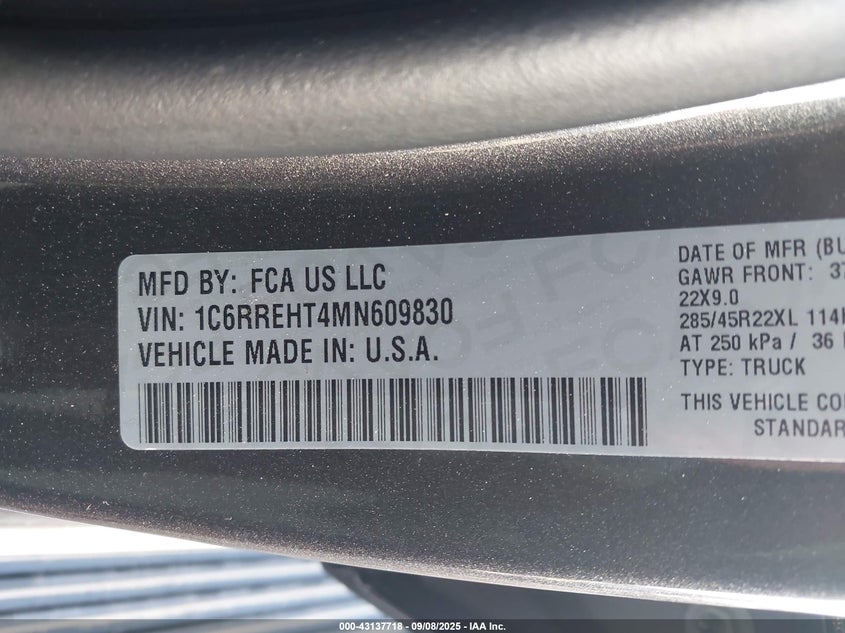 MFD BY: FCA US LLC
VIN: 1C6RREHT4MN609830
VEHICLE MADE IN: U.S.A.
DATE OF MFR (BU
GAWR FRONT: 37
22X9.0
285/45R22XL 114
AT 250 kPa / 36
TYPE: TRUCK
THIS VEHICLE CO
STANDAR
000-43137718 - 09/08/2025 - IAA Inc.